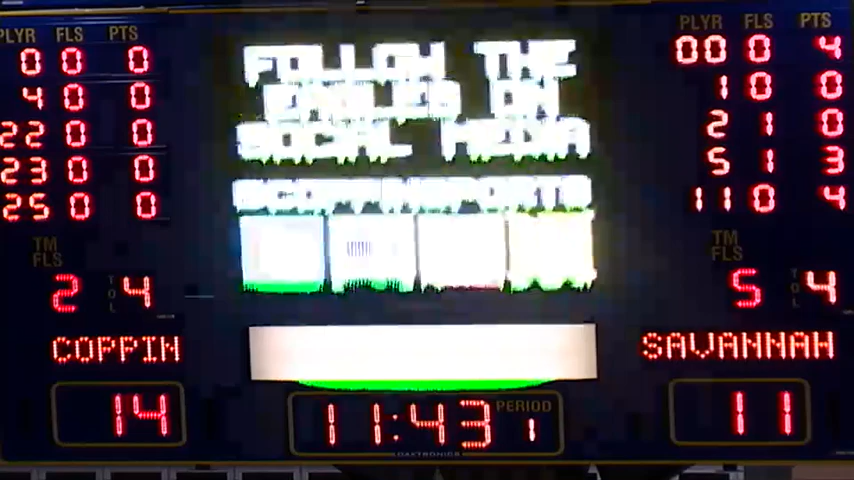 PLYR FLS PTS
0 0 0
4 0 0
22 0 0
23 0 0
25 0 0
TM FLS
2 TOL 4
COPPIN
14
FOLLOW THE
EAGLES ON
SOCIAL MEDIA
11:43 PERIOD 1
DAKTRONICS
PLYR FLS PTS
00 0 4
1 0 0
2 1 0
5 1 3
11 0 4
TM FLS
5 TOL 4
SAVANNAH
11